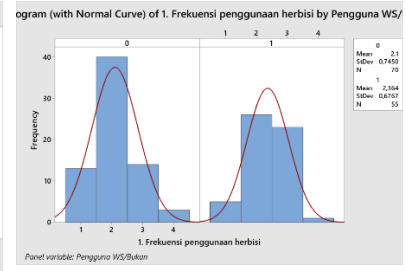 ogram (with Normal Curve) of 1. Frekuensi penggunaan herbisi by Pengguna WS/
1 2 3 4
0 1
40
30
20
10
0
Frequency
1 2 3 4
1. Frekuensi penggunaan herbisi
0
Mean 2.1
StDev 0.7450
N 70
1
Mean 2,364
StDev 0,6767
N 55
Panel variable: Pengguna WS/Bukan